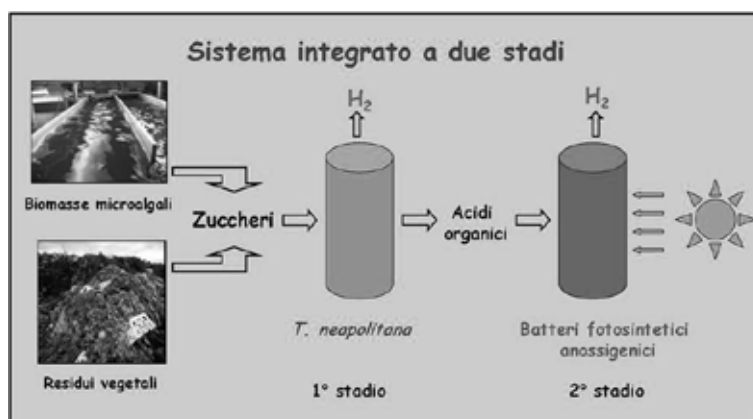 Sistema integrato a due stadi
H2
H2
Biomasse microalgali
Zuccheri
Acidi
organici
T. neapolitana
Batteri fotosintetici
anossigenici
Residui vegetali
1° stadio
2° stadio